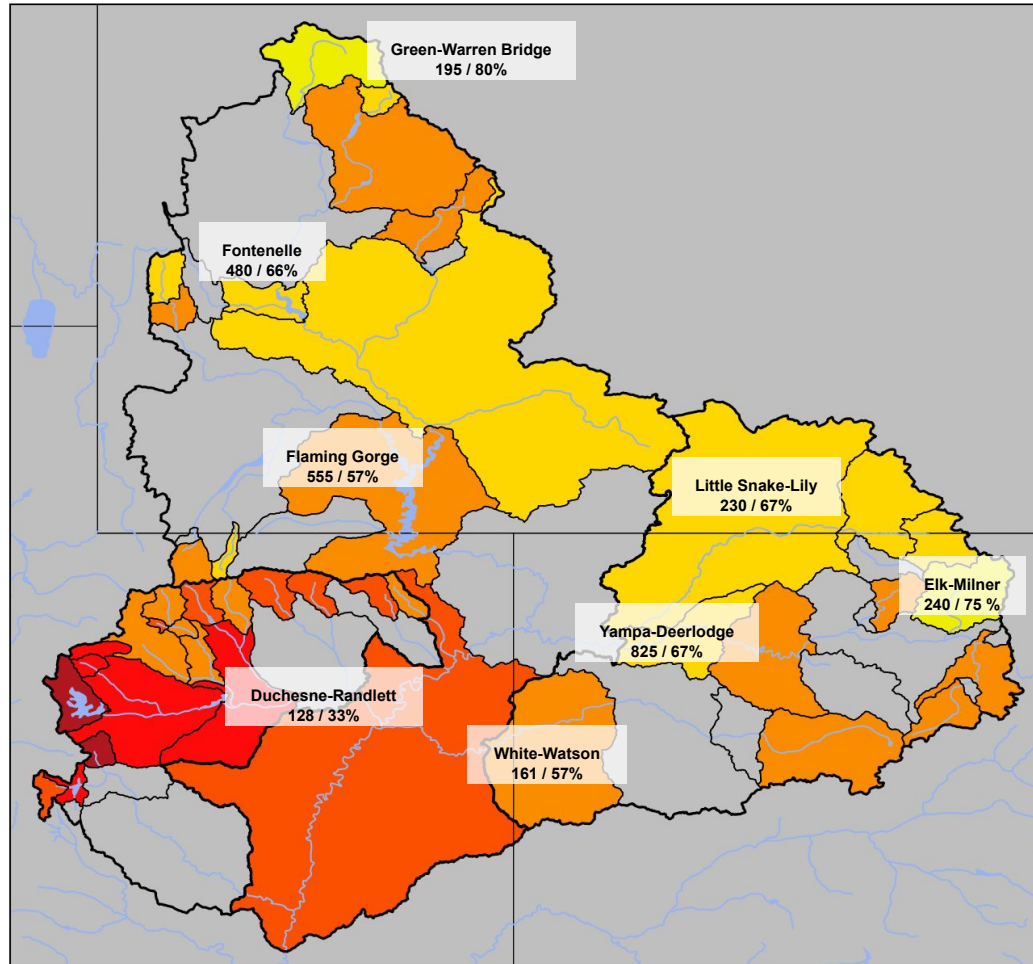 Green-Warren Bridge
195 / 80%
Fontenelle
480 / 66%
Flaming Gorge
555 / 57%
Little Snake-Lily
230 / 67%
Elk-Milner
240 / 75 %
Yampa-Deerlodge
825 / 67%
Duchesne-Randlett
128 / 33%
White-Watson
161 / 57%